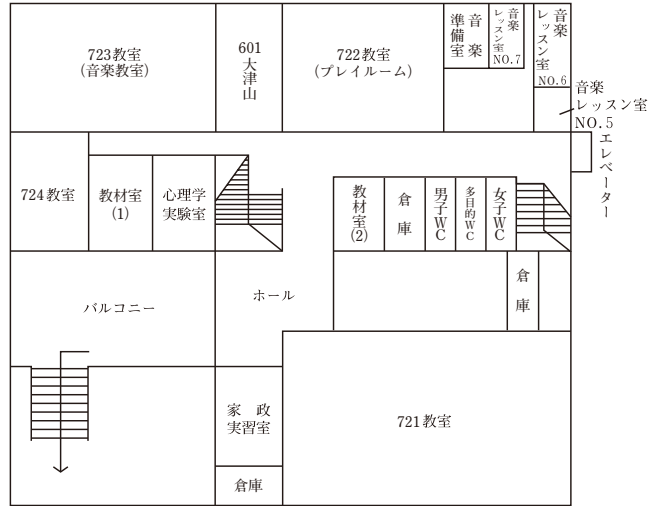 723教室
(音楽教室)
601
大津山
722教室
(プレイルーム)
音楽
準備室
音楽
レッスン室
NO.7
音楽
レッスン室
NO.6
音楽
レッスン室
NO.5
エレベーター
724教室
教材室
(1)
心理学
実験室
教材室(2)
倉庫
男子WC
多目的WC
女子WC
倉庫
バルコニー
ホール
家政
実習室
倉庫
721教室